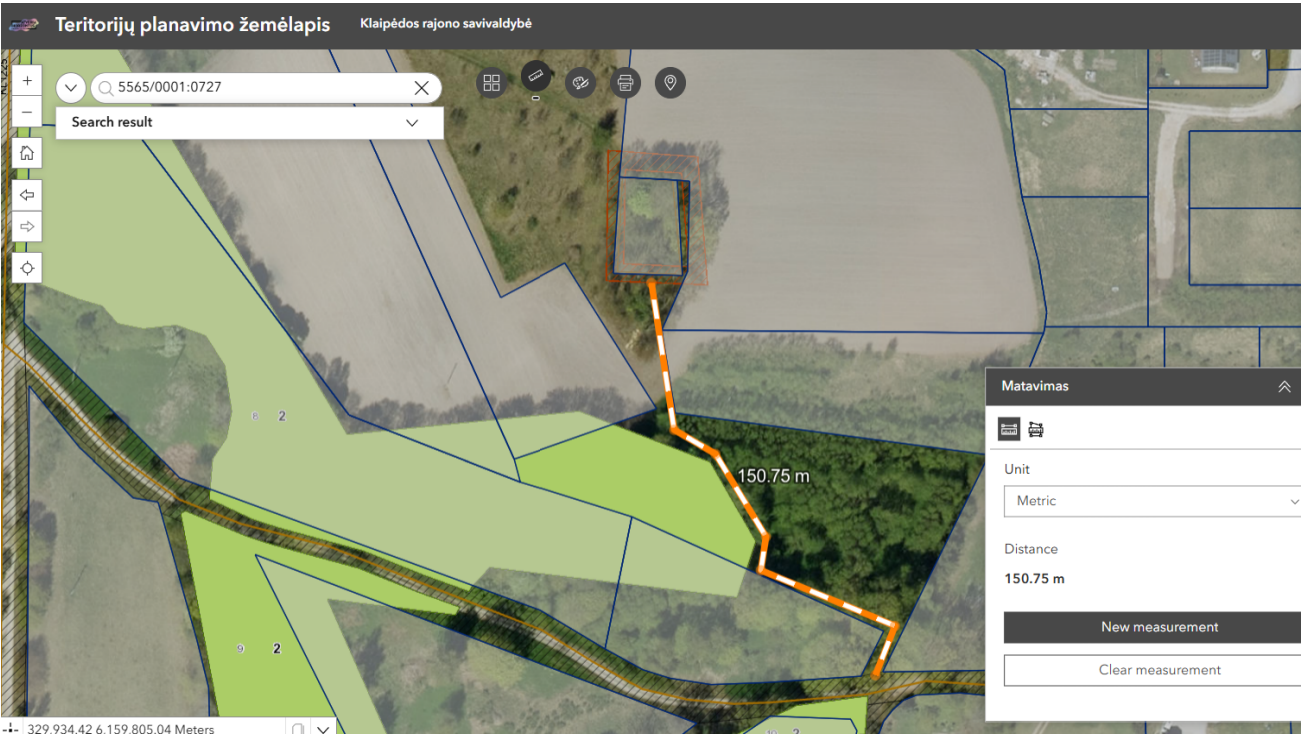 Teritorijų planavimo žemėlapis
Klaipėdos rajono savivaldybė
5565/0001:0727
Search result
Matavimas
8 2
150.75 m
Unit
Metric
Distance
150.75 m
New measurement
9 2
Clear measurement
329,934.42 6,159,805.04 Meters